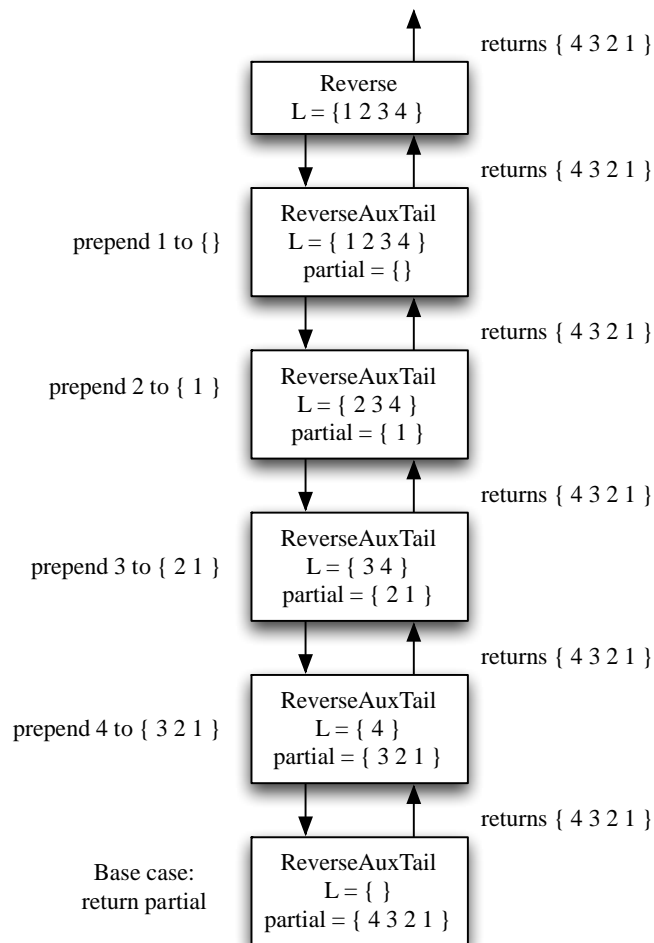 returns { 4 3 2 1 }
Reverse
L = {1 2 3 4 }
returns { 4 3 2 1 }
prepend 1 to {}
ReverseAuxTail
L = { 1 2 3 4 }
partial = {}
returns { 4 3 2 1 }
prepend 2 to { 1 }
ReverseAuxTail
L = { 2 3 4 }
partial = { 1 }
returns { 4 3 2 1 }
prepend 3 to { 2 1 }
ReverseAuxTail
L = { 3 4 }
partial = { 2 1 }
returns { 4 3 2 1 }
prepend 4 to { 3 2 1 }
ReverseAuxTail
L = { 4 }
partial = { 3 2 1 }
returns { 4 3 2 1 }
Base case:
return partial
ReverseAuxTail
L = { }
partial = { 4 3 2 1 }